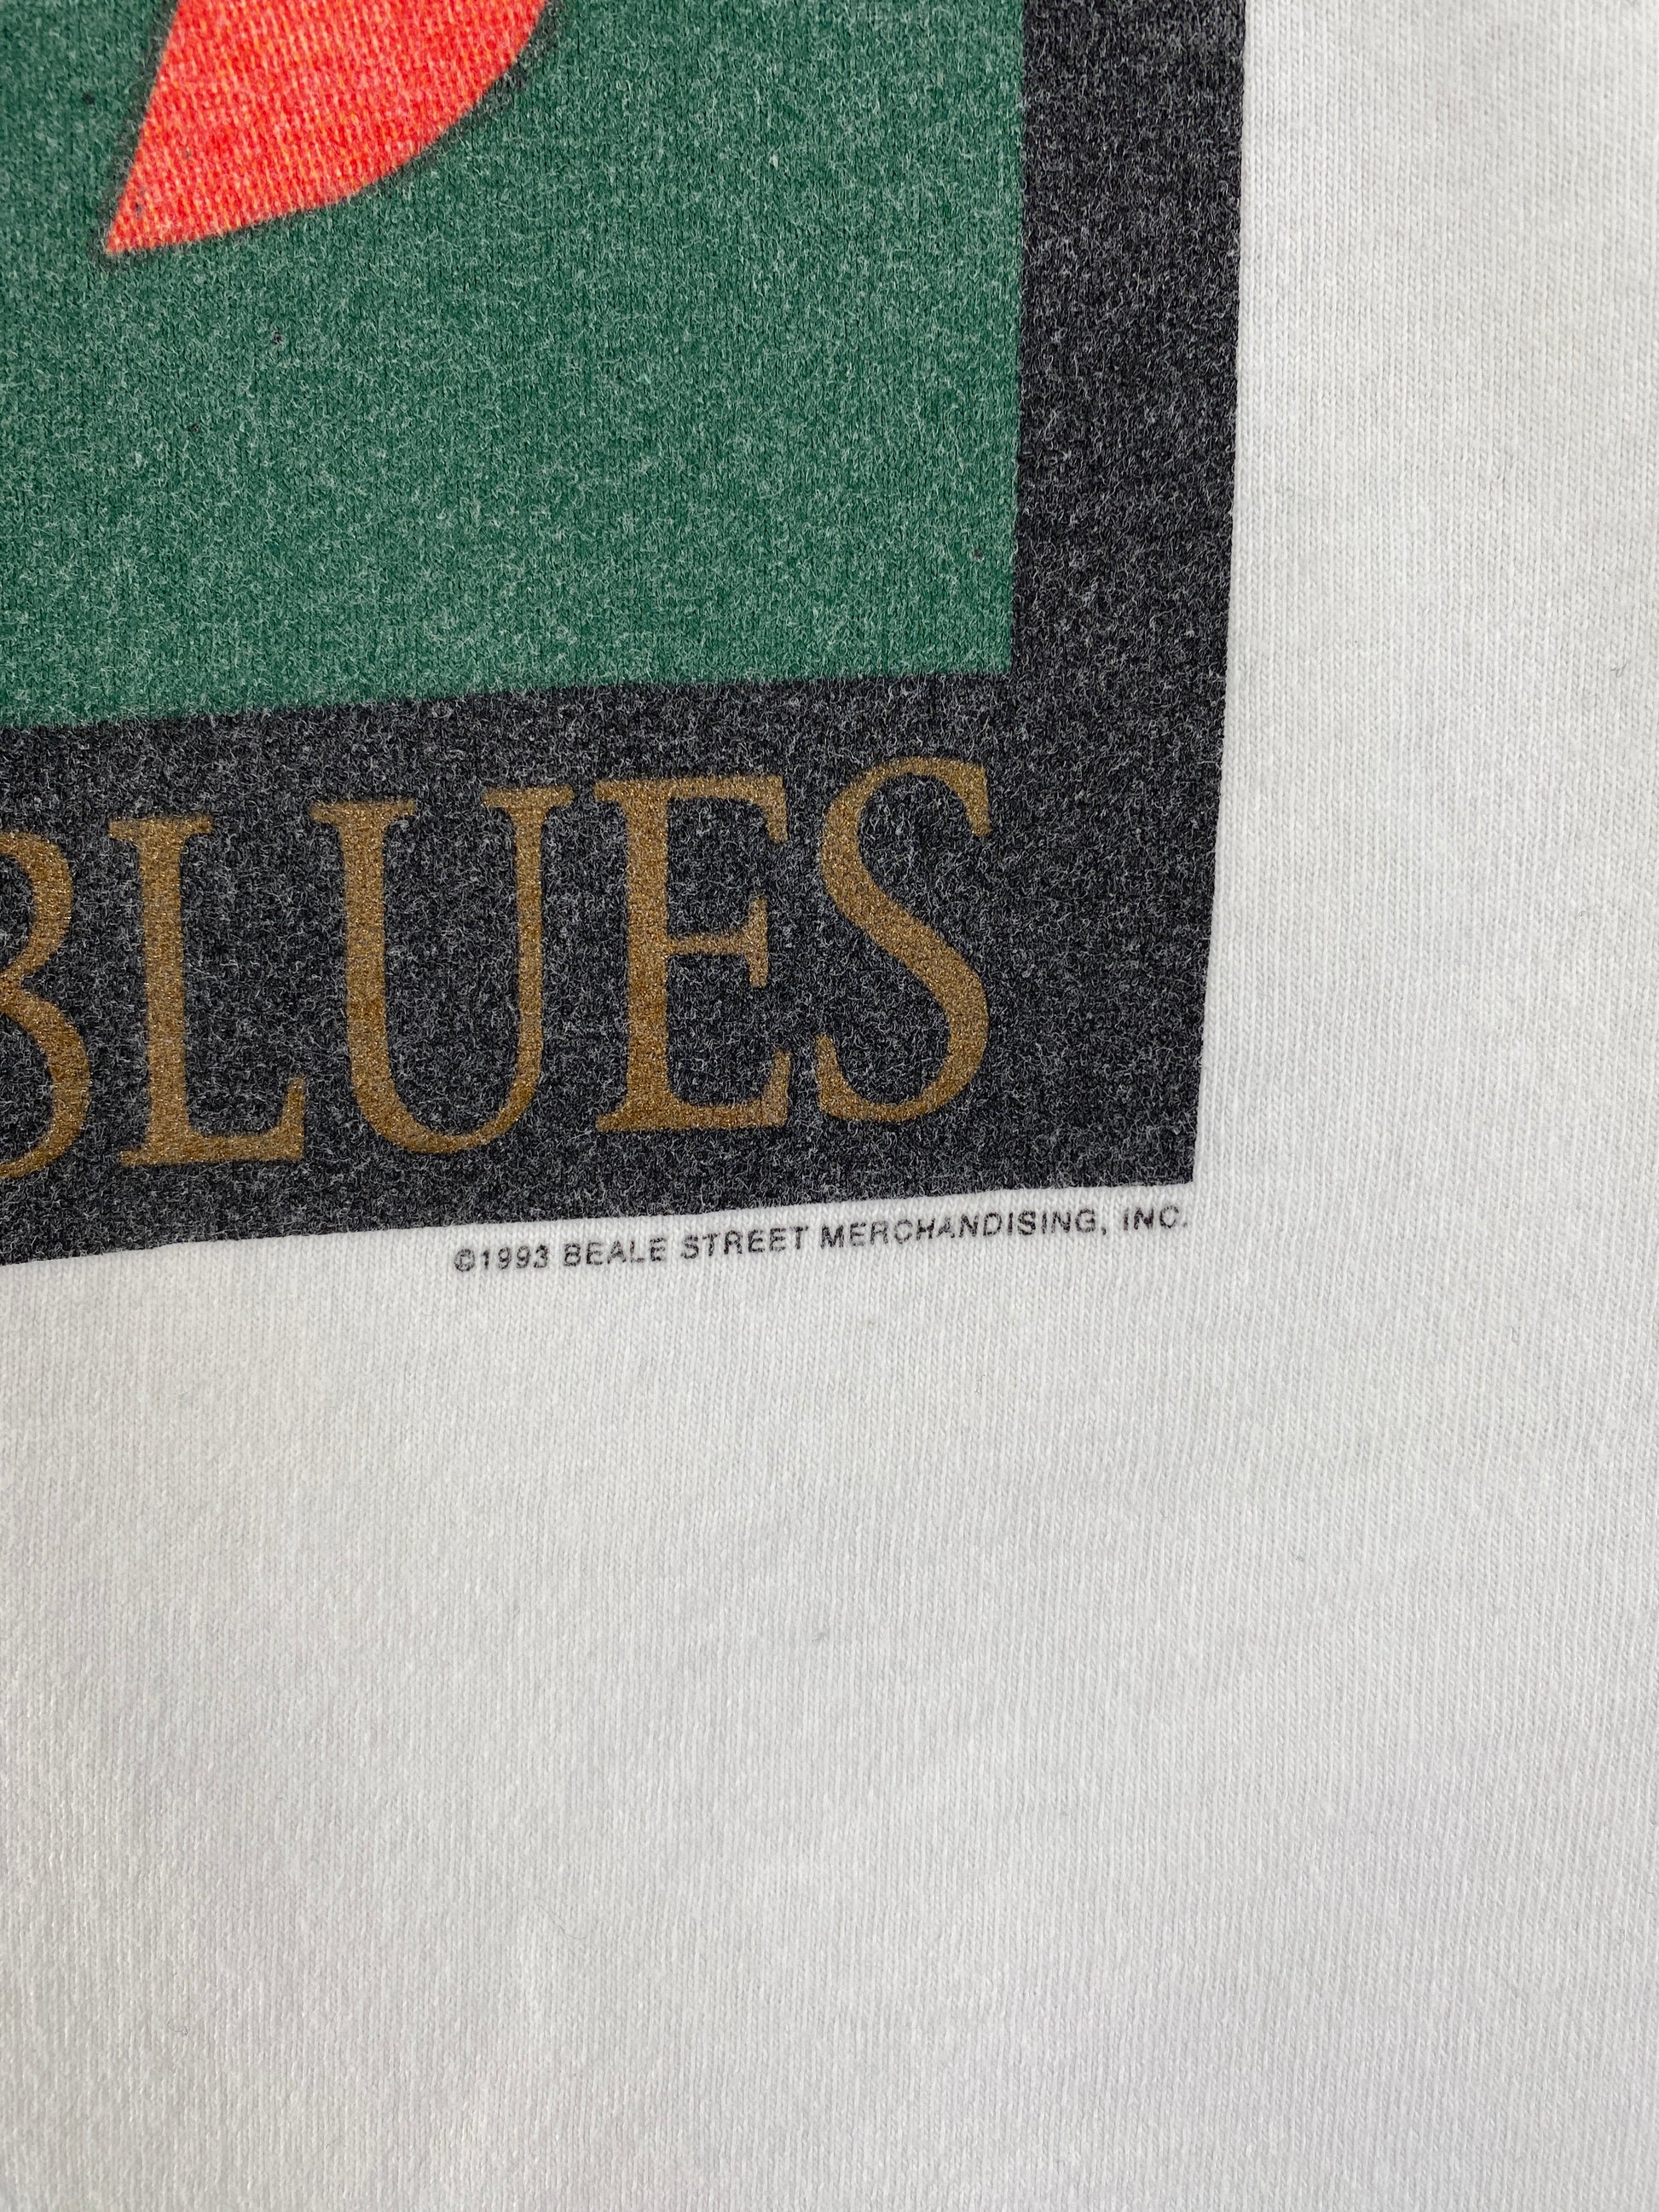 BLUES
©1993 BEALE STREET MERCHANDISING, INC.